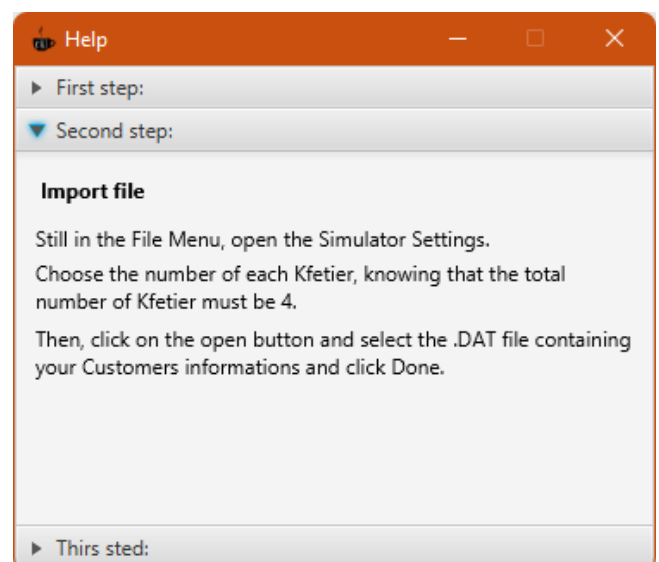 Help
First step:
Second step:
Import file
Still in the File Menu, open the Simulator Settings.
Choose the number of each Kfetier, knowing that the total
number of Kfetier must be 4.
Then, click on the open button and select the .DAT file containing
your Customers informations and click Done.
Thirs sted: